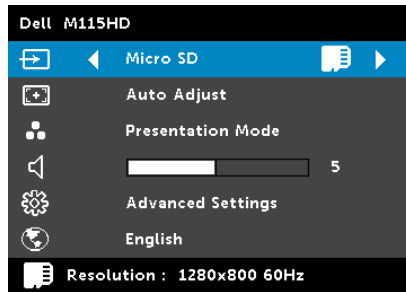 Dell M115HD
Micro SD
Auto Adjust
Presentation Mode
5
Advanced Settings
English
Resolution : 1280x800 60Hz